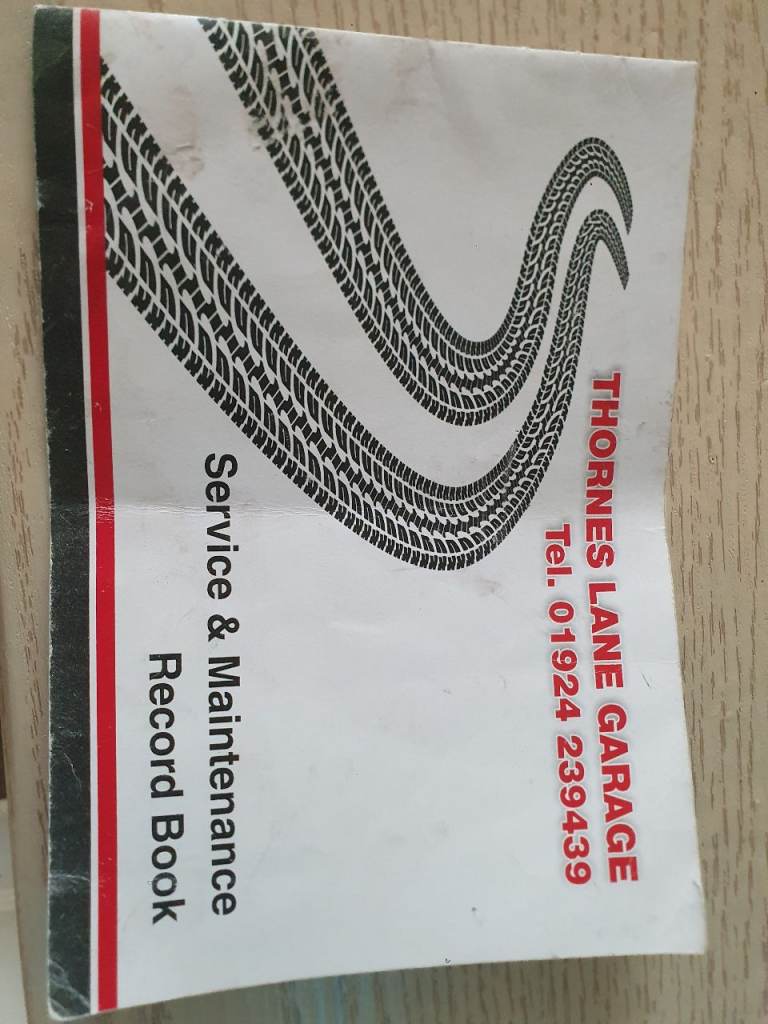 THORNES LANE GARAGE
Tel. 01924 239439
Service & Maintenance
Record Book